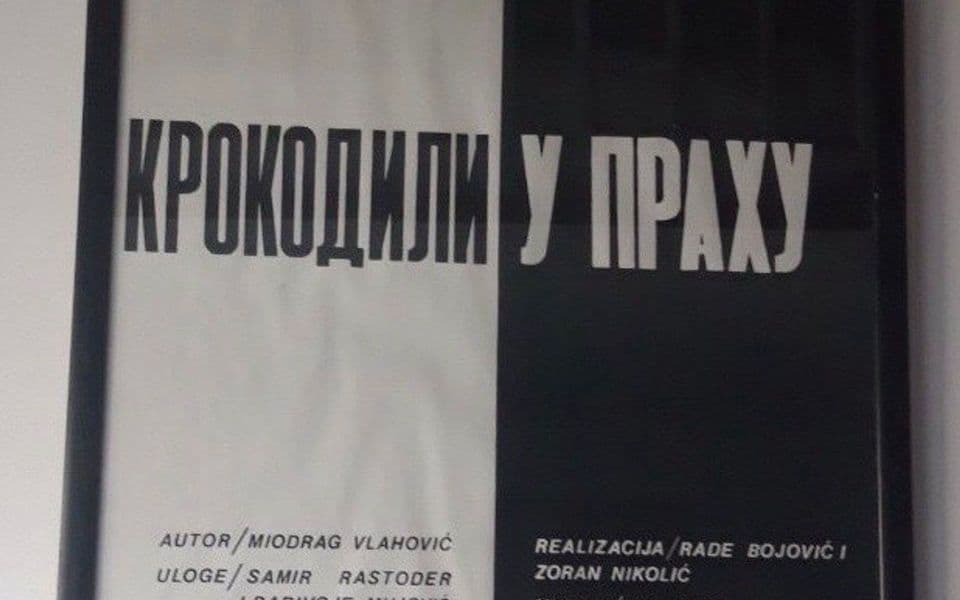 КРОКОДИЛИ У ПРАХУ
AUTOR/MIODRAG VLAHOVIĆ
ULOGE/SAMIR RASTODER
REALIZACIJA/RADE BOJOVIĆ I
ZORAN NIKOLIĆ